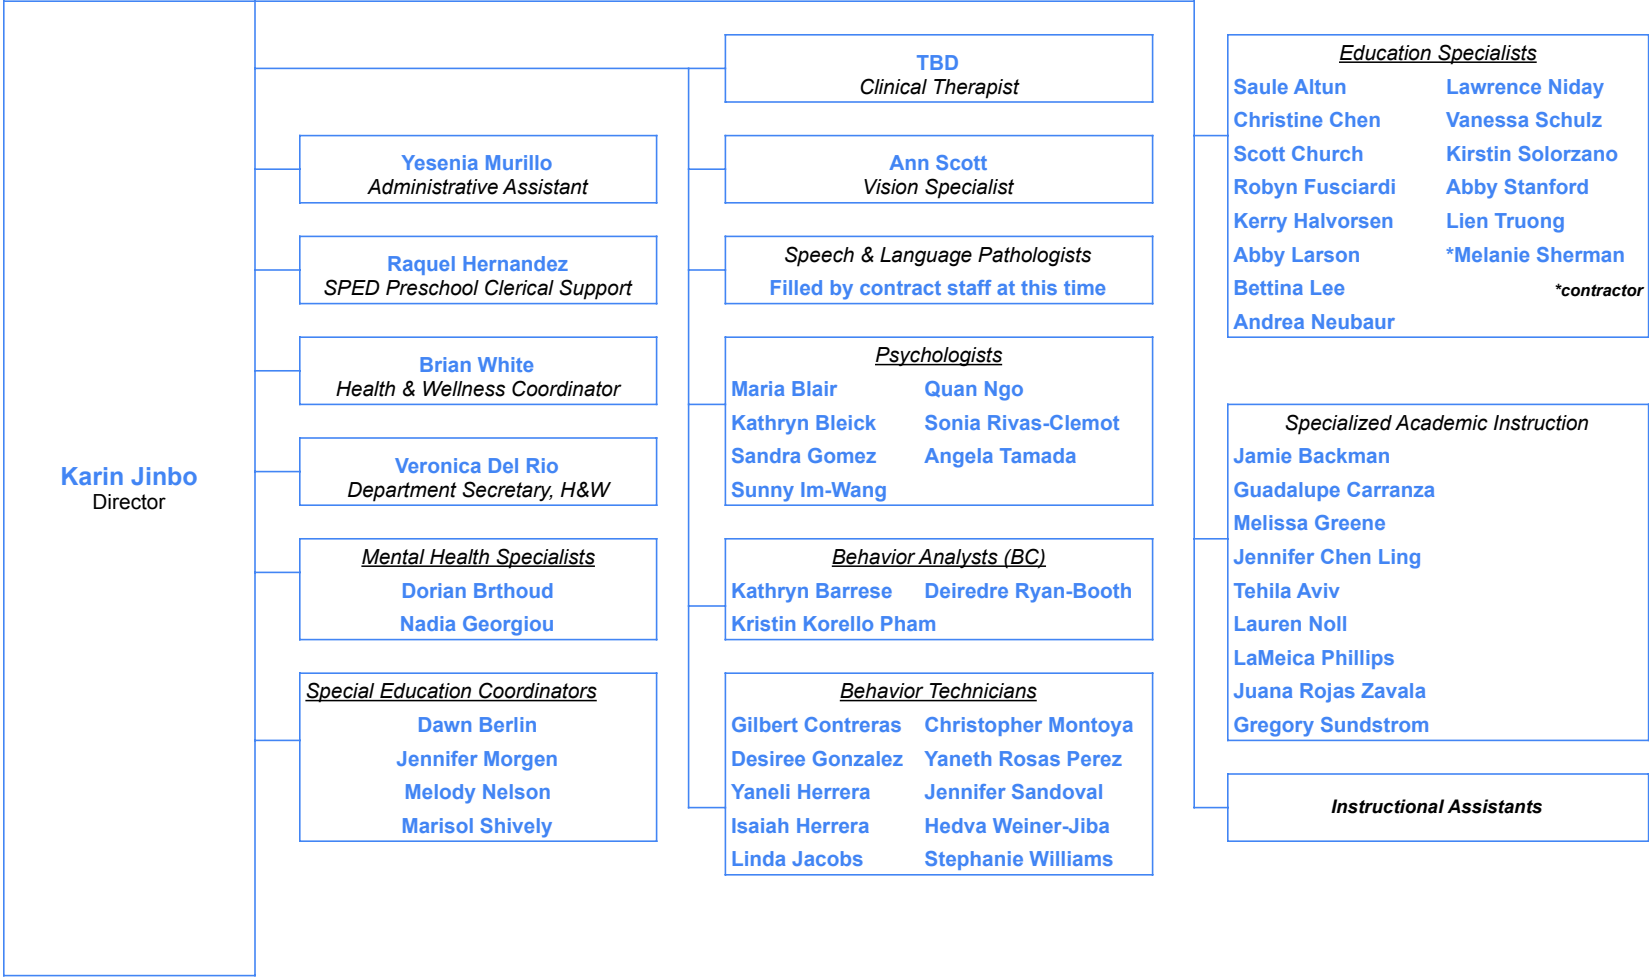 Karin Jinbo
Director
Yesenia Murillo
Administrative Assistant
Raquel Hernandez
SPED Preschool Clerical Support
Brian White
Health & Wellness Coordinator
Veronica Del Rio
Department Secretary, H&W
Mental Health Specialists
Dorian Brthoud
Nadia Georgiou
Special Education Coordinators
Dawn Berlin
Jennifer Morgen
Melody Nelson
Marisol Shively
TBD
Clinical Therapist
Ann Scott
Vision Specialist
Speech & Language Pathologists
Filled by contract staff at this time
Psychologists
Maria Blair Quan Ngo
Kathryn Bleick Sonia Rivas-Clemot
Sandra Gomez Angela Tamada
Sunny Im-Wang
Behavior Analysts (BC)
Kathryn Barrese Deiredre Ryan-Booth
Kristin Korello Pham
Behavior Technicians
Gilbert Contreras Christopher Montoya
Desiree Gonzalez Yaneth Rosas Perez
Yaneli Herrera Jennifer Sandoval
Isaiah Herrera Hedva Weiner-Jiba
Linda Jacobs Stephanie Williams
Education Specialists
Saule Altun Lawrence Niday
Christine Chen Vanessa Schulz
Scott Church Kirstin Solorzano
Robyn Fusciardi Abby Stanford
Kerry Halvorsen Lien Truong
Abby Larson *Melanie Sherman
Bettina Lee *contractor
Andrea Neubaur
Specialized Academic Instruction
Jamie Backman
Guadalupe Carranza
Melissa Greene
Jennifer Chen Ling
Tehila Aviv
Lauren Noll
LaMeica Phillips
Juana Rojas Zavala
Gregory Sundstrom
Instructional Assistants